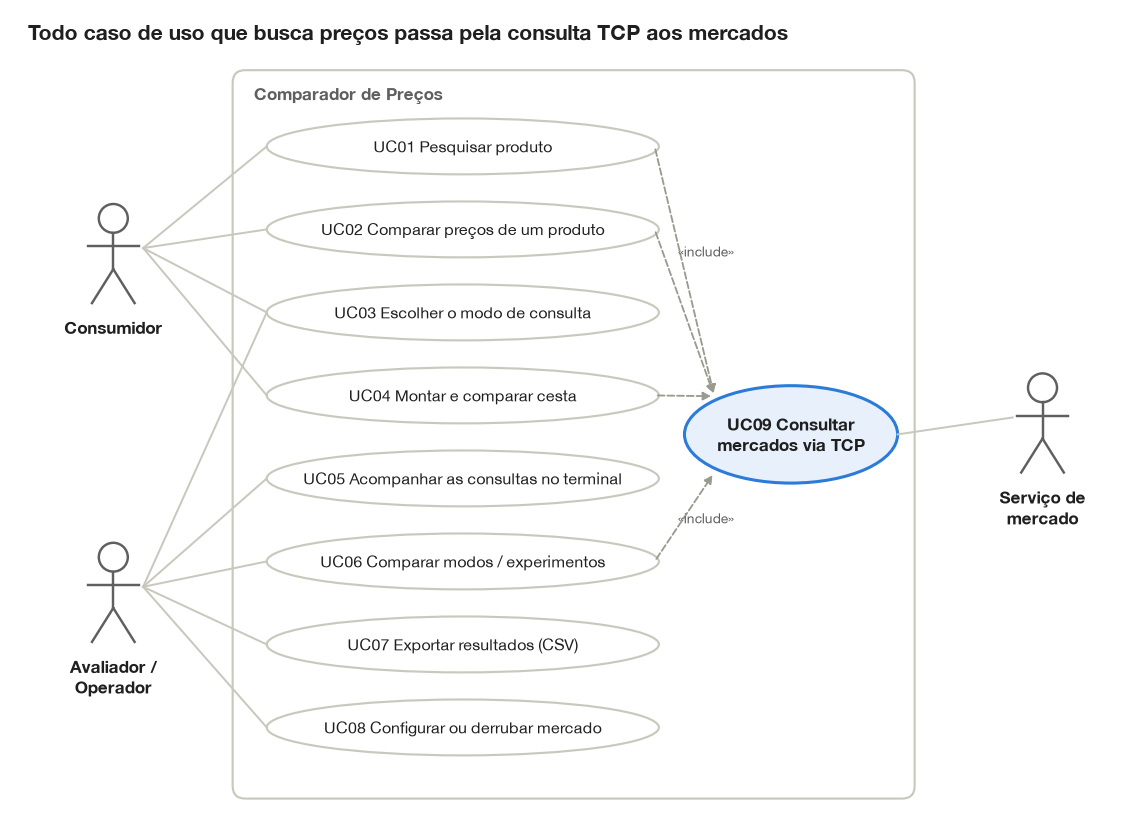 Todo caso de uso que busca preços passa pela consulta TCP aos mercados
Comparador de Preços
UC01 Pesquisar produto
UC02 Comparar preços de um produto
«include»
UC03 Escolher o modo de consulta
Consumidor
UC04 Montar e comparar cesta
UC09 Consultar
mercados via TCP
UC05 Acompanhar as consultas no terminal
Serviço de
mercado
«include»
UC06 Comparar modos / experimentos
UC07 Exportar resultados (CSV)
Avaliador /
Operador
UC08 Configurar ou derrubar mercado